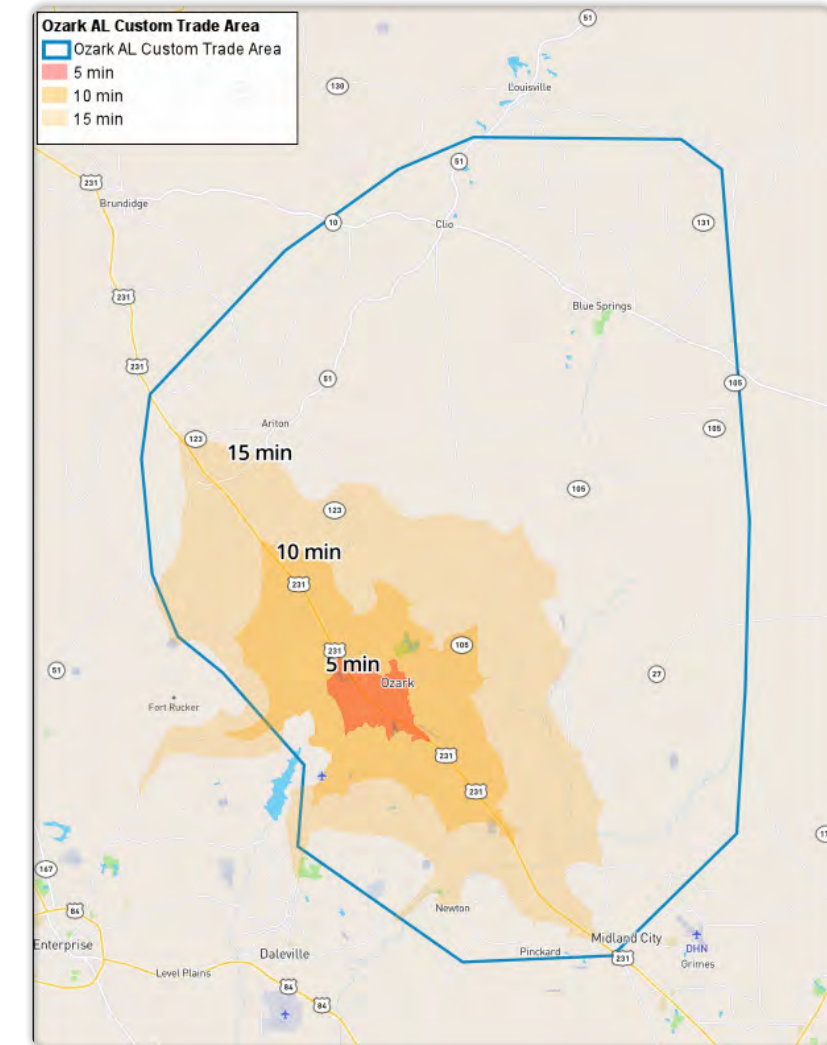 Ozark AL Custom Trade Area
Ozark AL Custom Trade Area
5 min
10 min
15 min
51
130
Louisville
51
231
Brundidge
10
Clio
131
231
Blue Springs
231
51
105
Ariton
105
123
15 min
105
123
10 min
231
231
105
5 min
51
Ozark
27
Fort Rucker
231
231
167
84
Newton
Enterprise
Daleville
Pinckard
Midland City
231
DHN
Grimes
Level Plains
84
84